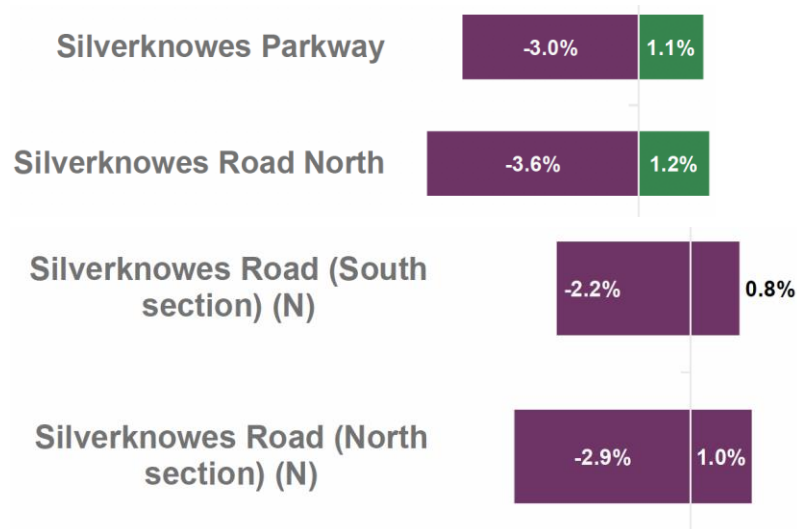 Silverknowes Parkway -3.0% 1.1%
Silverknowes Road North -3.6% 1.2%
Silverknowes Road (South
section) (N)
-2.2% 0.8%
Silverknowes Road (North
section) (N)
-2.9% 1.0%